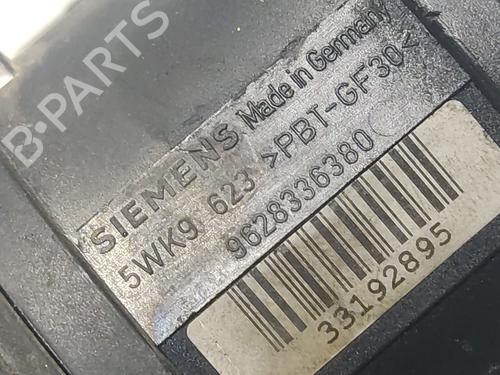 B-PARTS
SIEMENS Made in Germany
5WK9 623 >PBT-GF30<
9628336380
33192895